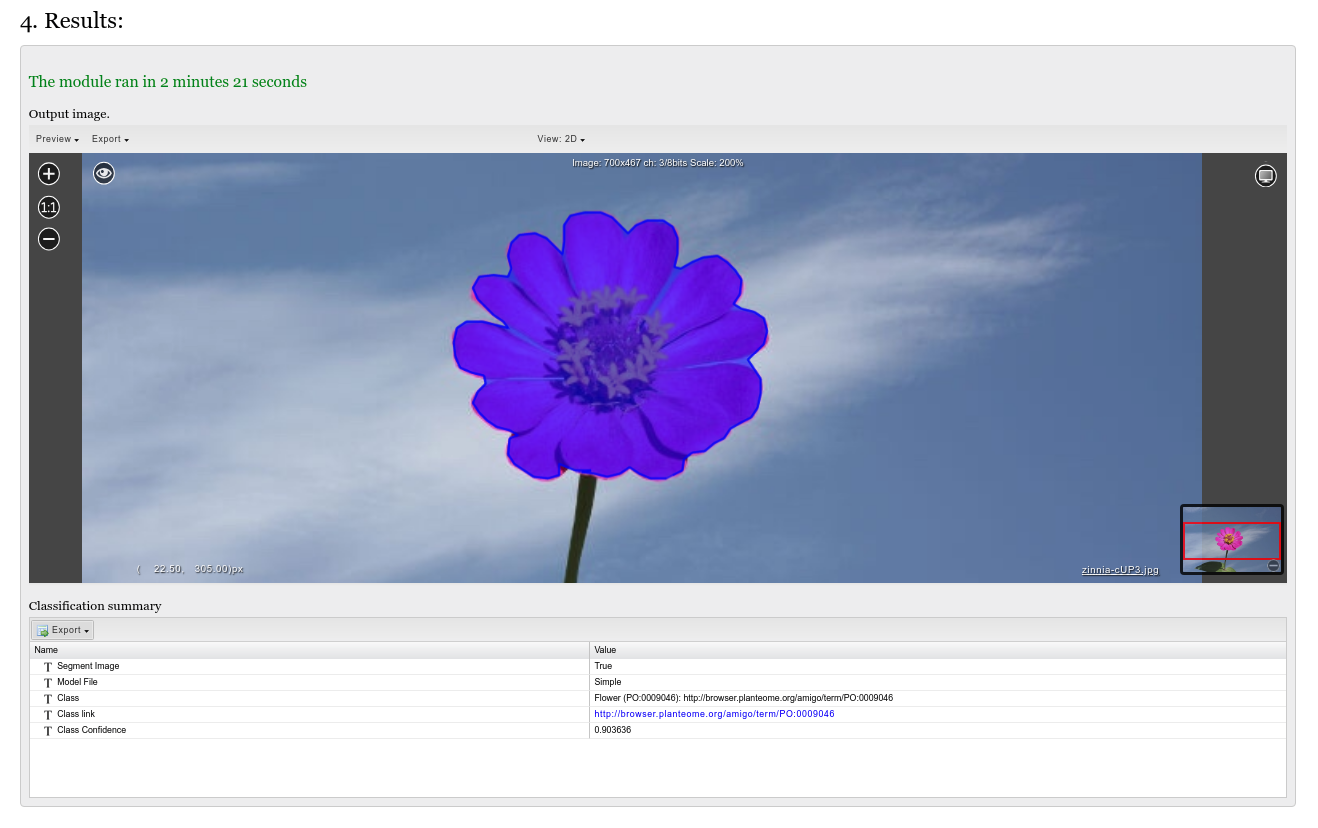 4. Results:
The module ran in 2 minutes 21 seconds
Output image.
Preview Export View: 2D
Image: 700x467 ch: 3/8bits Scale: 200%
1:1
( 22.50, 305.00)px
zinnia-cUP3.jpg
Classification summary
Export
Name Value
T Segment Image True
T Model File Simple
T Class Flower (PO:0009046): http://browser.planteome.org/amigo/term/PO:0009046
T Class link http://browser.planteome.org/amigo/term/PO:0009046
T Class Confidence 0.903636